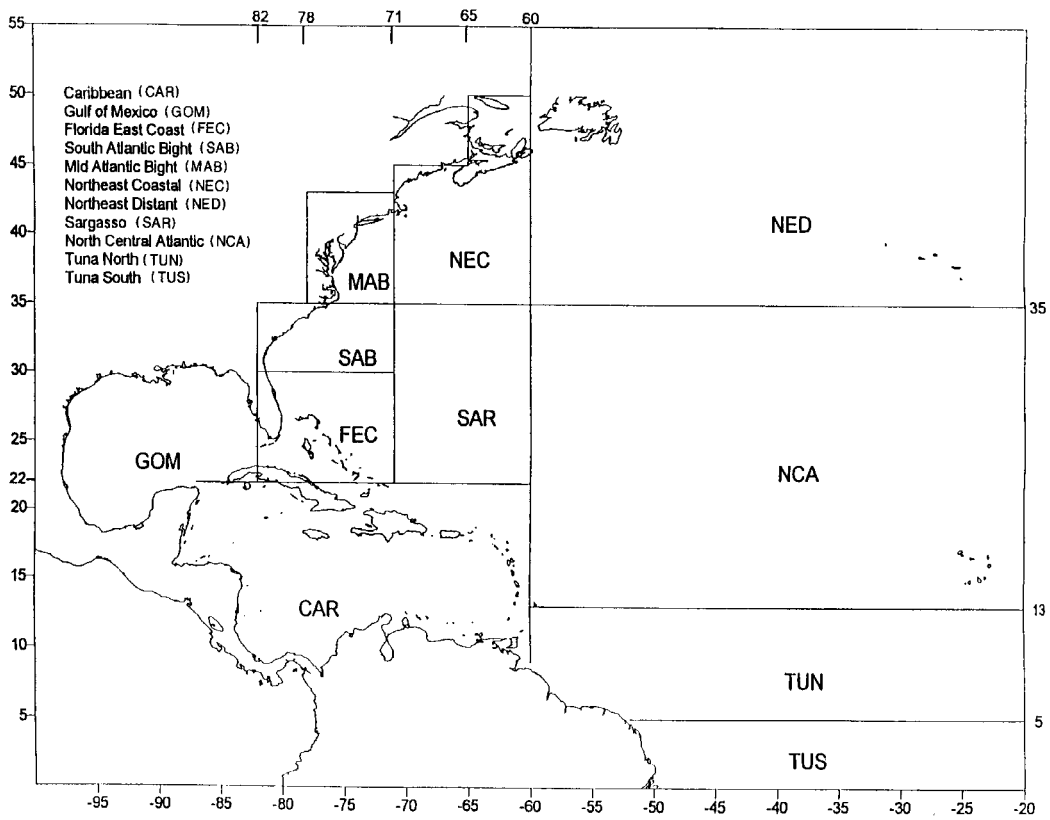 82 78 71 65 60
55
50
Caribbean (CAR)
Gulf of Mexico (GOM)
Florida East Coast (FEC)
South Atlantic Bight (SAB)
Mid Atlantic Bight (MAB)
Northeast Coastal (NEC)
Northeast Distant (NED)
Sargasso (SAR)
North Central Atlantic (NCA)
Tuna North (TUN)
Tuna South (TUS)
45
40
NED
NEC
MAB
35 35
SAB
30
SAR
FEC
25
GOM
NCA
22
20
15
CAR
13
10
TUN
5 5
TUS
-95 -90 -85 -80 -75 -70 -65 -60 -55 -50 -45 -40 -35 -30 -25 -20